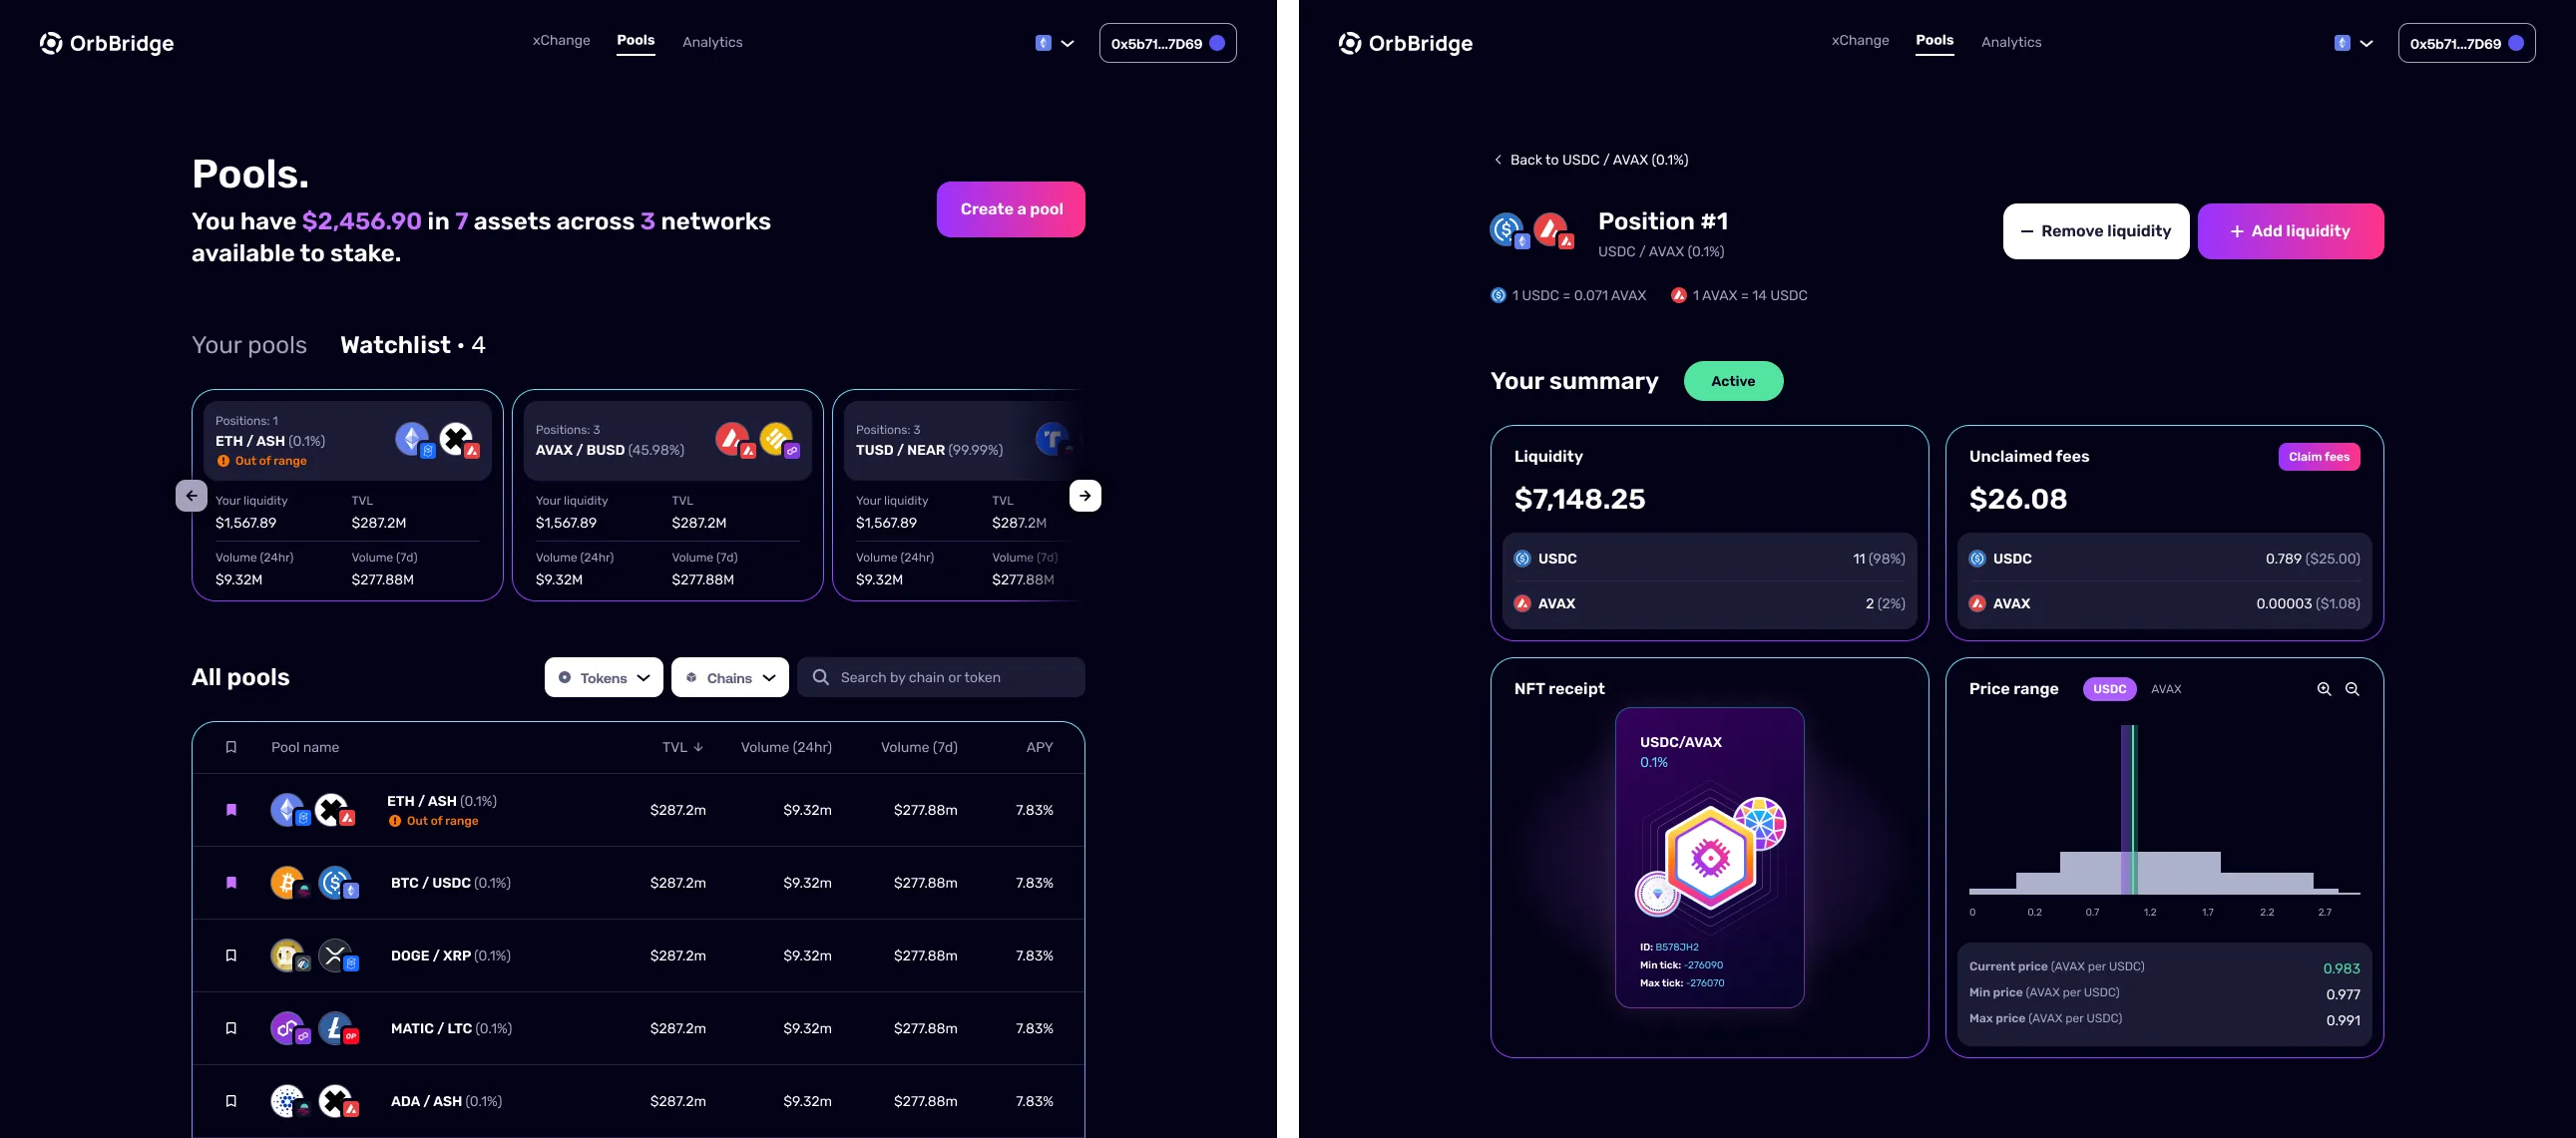 OrbBridge
xChange
Pools
Analytics
0x5b71...7D69
Pools.
You have $2,456.90 in 7 assets across 3 networks
available to stake.
Create a pool
Your pools
Watchlist • 4
Positions: 1
ETH / ASH (0.1%)
Out of range
Your liquidity
TVL
$1,567.89
$287.2M
Volume (24hr)
Volume (7d)
$9.32M
$277.88M
Positions: 3
AVAX / BUSD (45.98%)
Your liquidity
TVL
$1,567.89
$287.2M
Volume (24hr)
Volume (7d)
$9.32M
$277.88M
Positions: 3
TUSD / NEAR (99.99%)
Your liquidity
TVL
$1,567.89
$287.2M
Volume (24hr)
Volume (7d)
$9.32M
$277.88M
All pools
Tokens
Chains
Search by chain or token
Pool name
TVL
Volume (24hr)
Volume (7d)
APY
ETH / ASH (0.1%)
Out of range
$287.2m
$9.32m
$277.88m
7.83%
BTC / USDC (0.1%)
$287.2m
$9.32m
$277.88m
7.83%
DOGE / XRP (0.1%)
$287.2m
$9.32m
$277.88m
7.83%
MATIC / LTC (0.1%)
OP
$287.2m
$9.32m
$277.88m
7.83%
ADA / ASH (0.1%)
$287.2m
$9.32m
$277.88m
7.83%
OrbBridge
xChange
Pools
Analytics
0x5b71...7D69
Back to USDC / AVAX (0.1%)
Position #1
USDC / AVAX (0.1%)
Remove liquidity
Add liquidity
1 USDC = 0.071 AVAX
1 AVAX = 14 USDC
Your summary
Active
Liquidity
$7,148.25
USDC
11 (98%)
AVAX
2 (2%)
Unclaimed fees
Claim fees
$26.08
USDC
0.789 ($25.00)
AVAX
0.00003 ($1.08)
NFT receipt
USDC/AVAX
0.1%
ID: B578JH2
Min tick: -276090
Max tick: -276070
Price range
USDC
AVAX
0
0.2
0.7
1.2
1.7
2.2
2.7
Current price (AVAX per USDC)
0.983
Min price (AVAX per USDC)
0.977
Max price (AVAX per USDC)
0.991